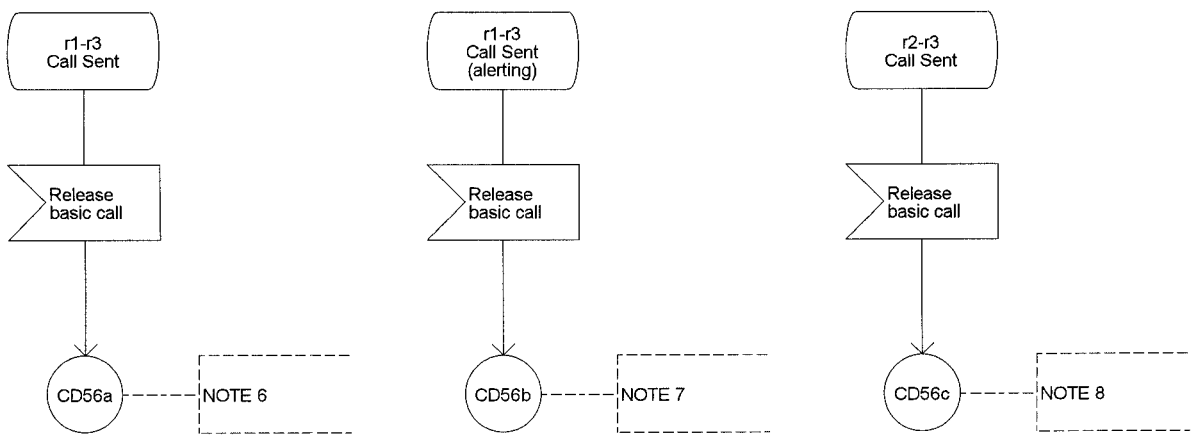 r1-r3
Call Sent
r1-r3
Call Sent
(alerting)
r2-r3
Call Sent
Release
basic call
Release
basic call
Release
basic call
CD56a
NOTE 6
CD56b
NOTE 7
CD56c
NOTE 8